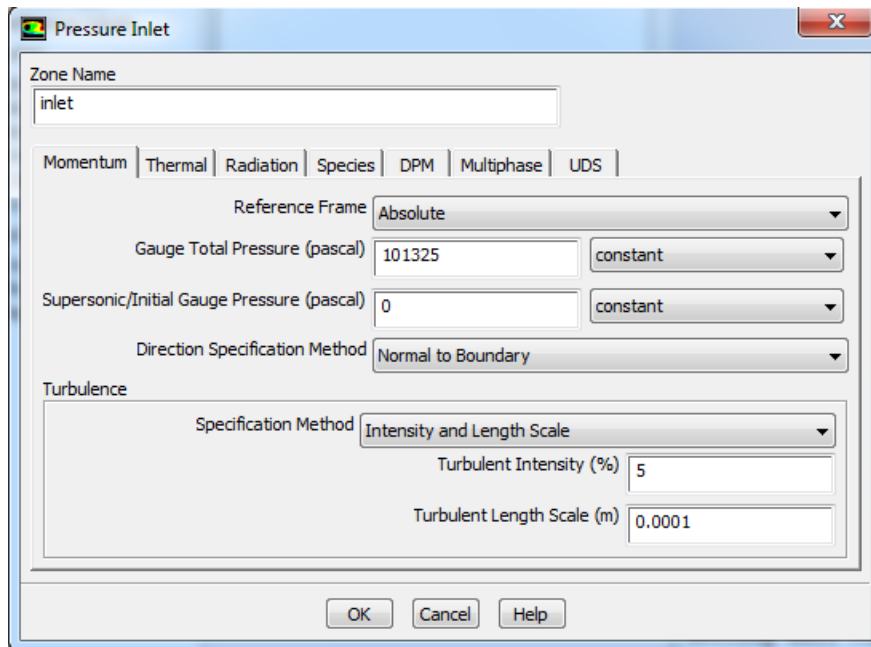 Pressure Inlet
Zone Name
inlet
Momentum Thermal Radiation Species DPM Multiphase UDS
Reference Frame Absolute
Gauge Total Pressure (pascal) 101325 constant
Supersonic/Initial Gauge Pressure (pascal) 0 constant
Direction Specification Method Normal to Boundary
Turbulence
Specification Method Intensity and Length Scale
Turbulent Intensity (%) 5
Turbulent Length Scale (m) 0.0001
OK Cancel Help